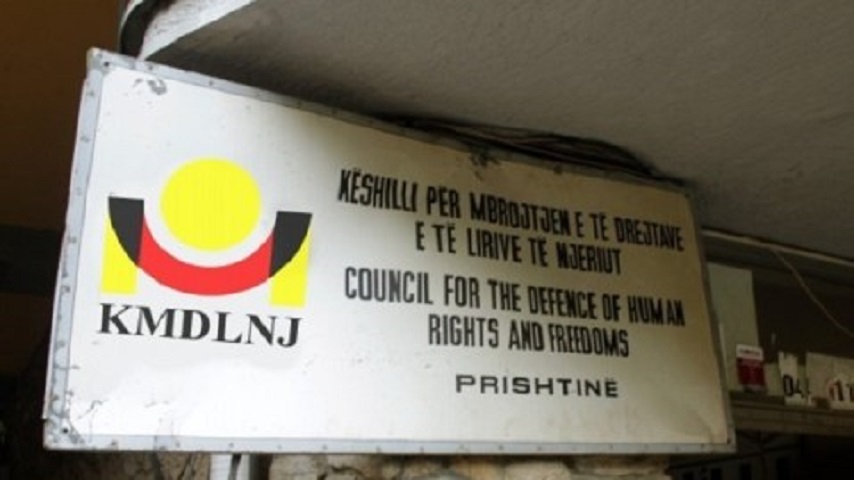 KËSHILLI PËR MBROJTJEN E TË DREJTAVE
E TË LIRIVE TË NJERIUT
COUNCIL FOR THE DEFENCE OF HUMAN
RIGHTS AND FREEDOMS
PRISHTINË
KMDLNJ
04